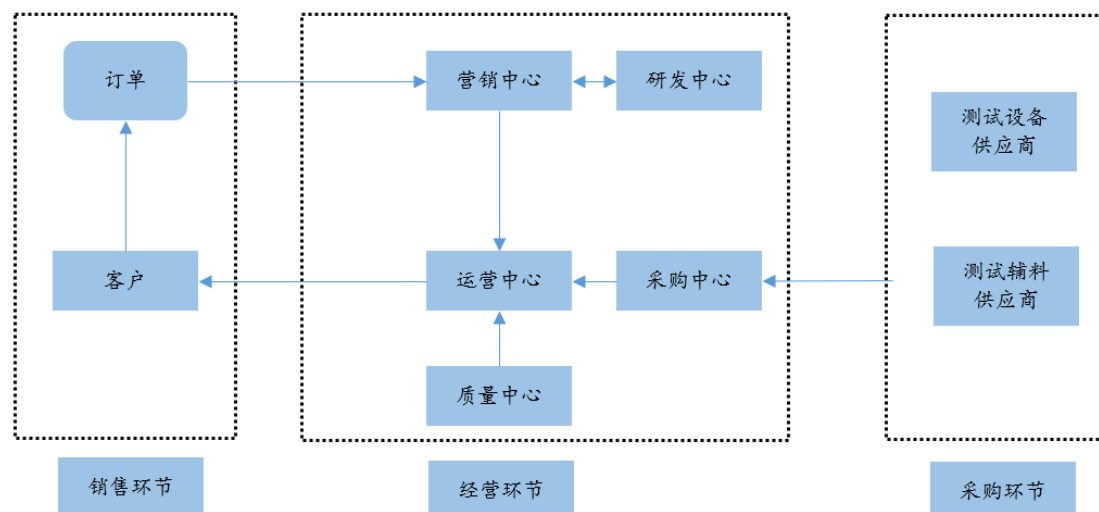 订单
营销中心
研发中心
测试设备
供应商
客户
运营中心
采购中心
测试辅料
供应商
质量中心
销售环节
经营环节
采购环节